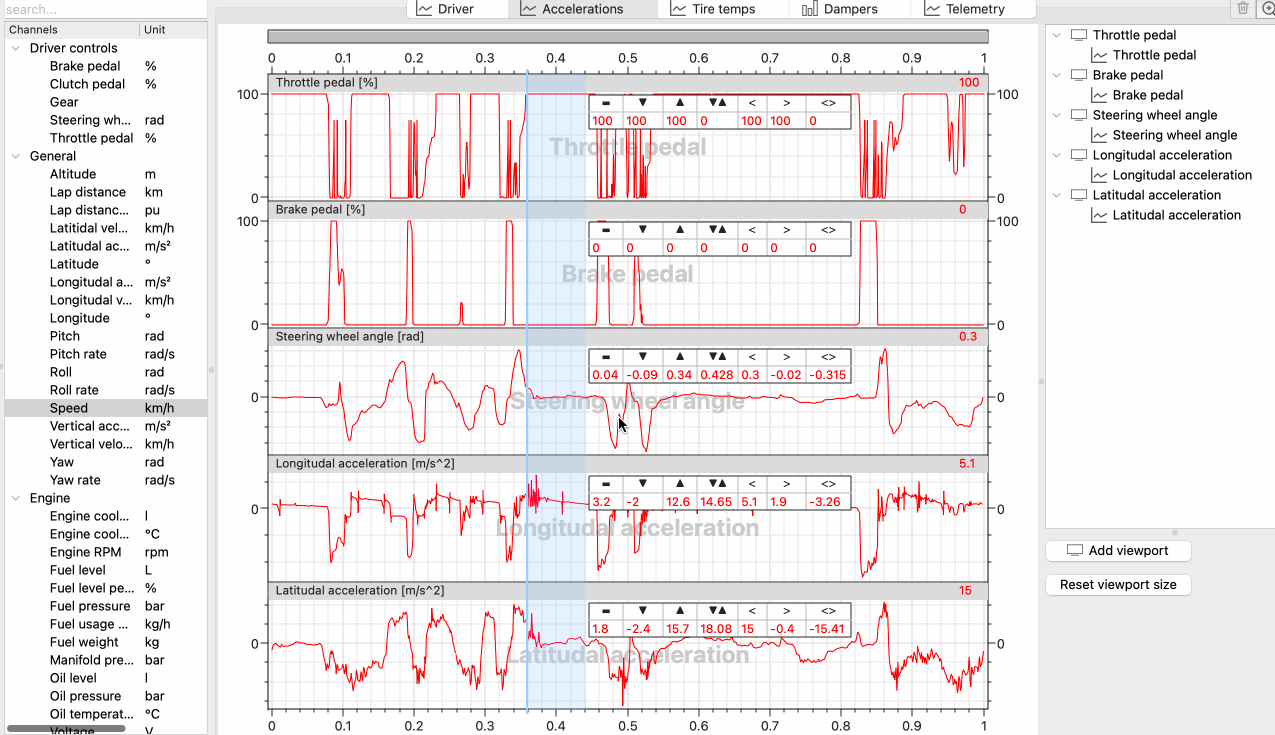 search...
Driver
Accelerations
Tire temps
Dampers
Telemetry
Channels Unit
Driver controls
Brake pedal %
Clutch pedal %
Gear
Steering wh... rad
Throttle pedal %
General
Altitude m
Lap distance km
Lap distanc... pu
Latitidal vel... km/h
Latitudal ac... m/s²
Latitude °
Longitudal a... m/s²
Longitudal v... km/h
Longitude °
Pitch rad
Pitch rate rad/s
Roll rad
Roll rate rad/s
Speed km/h
Vertical acc... m/s²
Vertical velo... km/h
Yaw rad
Yaw rate rad/s
Engine
Engine cool... l
Engine cool... °C
Engine RPM rpm
Fuel level L
Fuel level pe... %
Fuel pressure bar
Fuel usage ... kg/h
Fuel weight kg
Manifold pre... bar
Oil level l
Oil pressure bar
Oil temperat... °C
Voltage V
0 0.1 0.2 0.3 0.4 0.5 0.6 0.7 0.8 0.9 1
Throttle pedal [%] 100
100 100
- ▼ ▲ ▼▲ < > <>
100 100 100 0 100 100 0
Throttle pedal
0 0
Brake pedal [%] 0
100 100
- ▼ ▲ ▼▲ < > <>
0 0 0 0 0 0 0
Brake pedal
0 0
Steering wheel angle [rad] 0.3
- ▼ ▲ ▼▲ < > <>
0.04 -0.09 0.34 0.428 0.3 -0.02 -0.315
0 0
Steering wheel angle
Longitudal acceleration [m/s^2] 5.1
- ▼ ▲ ▼▲ < > <>
3.2 -2 12.6 14.65 5.1 1.9 -3.26
0 0
Longitudal acceleration
Latitudal acceleration [m/s^2] 15
- ▼ ▲ ▼▲ < > <>
1.8 -2.4 15.7 18.08 15 -0.4 -15.41
0 0
Latitudal acceleration
0 0.1 0.2 0.3 0.4 0.5 0.6 0.7 0.8 0.9 1
Throttle pedal
Throttle pedal
Brake pedal
Brake pedal
Steering wheel angle
Steering wheel angle
Longitudal acceleration
Longitudal acceleration
Latitudal acceleration
Latitudal acceleration
Add viewport
Reset viewport size